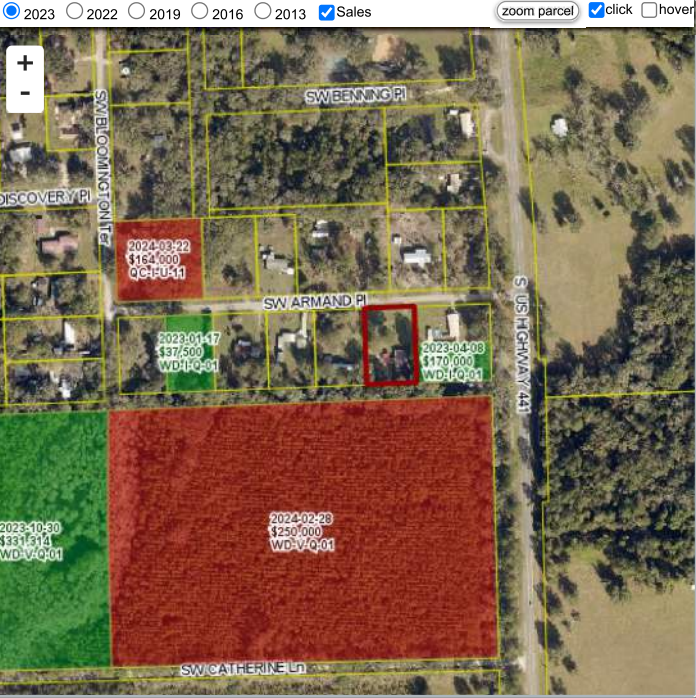 2023 2022 2019 2016 2013 Sales zoom parcel click hover
+
-
SW BENNING Pl
SW BLOOMINGTON Ter
DISCOVERY Pl
2024-03-22
$164,000
QC-I-U-11
SW ARMAND Pl
S US HIGHWAY 441
2023-01-17
$37,500
WD-I-Q-01
2023-04-08
$170,000
WD-I-Q-01
2023-10-30
$331,314
WD-V-Q-01
2024-02-28
$250,000
WD-V-Q-01
SW CATHERINE Ln